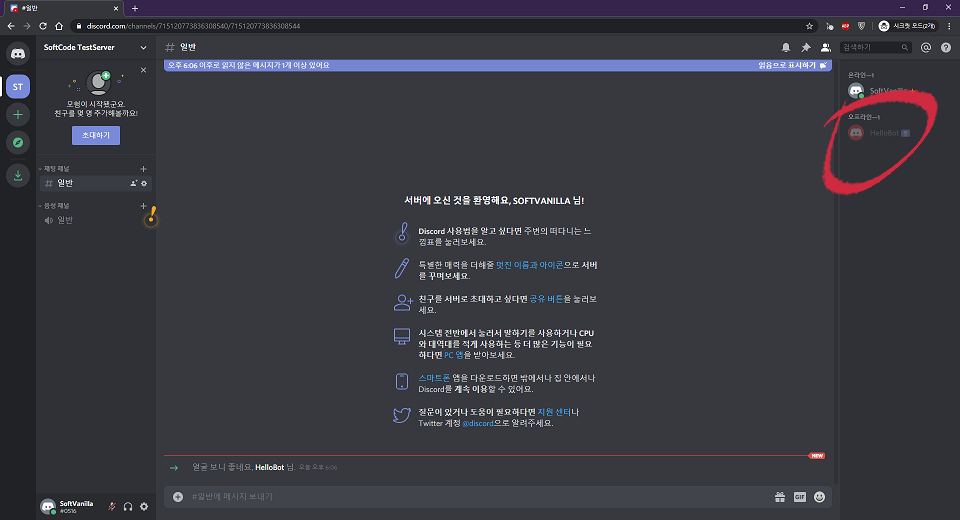 #일반
discord.com/channels/715120773836308540/715120773836308544
시크릿 모드(2개)
SoftCode TestServer
# 일반
검색하기
오후 6:06 이후로 읽지 않은 메시지가 1개 이상 있어요
읽음으로 표시하기
ST
모험이 시작됐군요.
친구를 몇 명 추가해볼까요!
초대하기
채팅 채널
# 일반
음성 채널
일반
온라인—1
SoftVanilla
오프라인—1
HelloBot
서버에 오신 것을 환영해요, SOFTVANILLA 님!
Discord 사용법을 알고 싶다면 주변의 떠다니는 느
낌표를 눌러보세요.
특별한 매력을 더해줄 멋진 이름과 아이콘으로 서버
를 꾸며보세요.
친구를 서버로 초대하고 싶다면 공유 버튼을 눌러보
세요.
시스템 전반에서 눌러서 말하기를 사용하거나 CPU
와 대역대를 적게 사용하는 등 더 많은 기능이 필요
하다면 PC 앱을 받아보세요.
스마트폰 앱을 다운로드하면 밖에서나 집 안에서나
Discord를 계속 이용할 수 있어요.
질문이 있거나 도움이 필요하다면 지원 센터나
Twitter 계정 @discord으로 알려주세요.
NEW
얼굴 보니 좋네요, HelloBot 님. 오늘 오후 6:06
#일반에 메시지 보내기
GIF
SoftVanilla
#0516